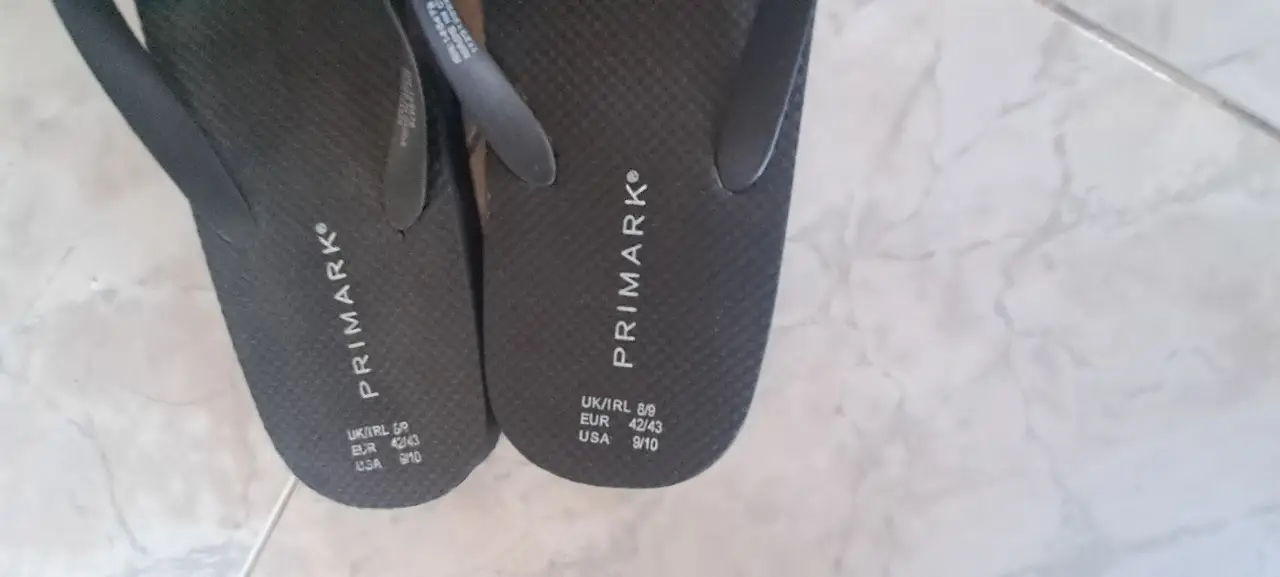 PRIMARK®
UK/IRL 8/9
EUR 42/43
USA 9/10
PRIMARK®
UK/IRL 8/9
EUR 42/43
USA 9/10